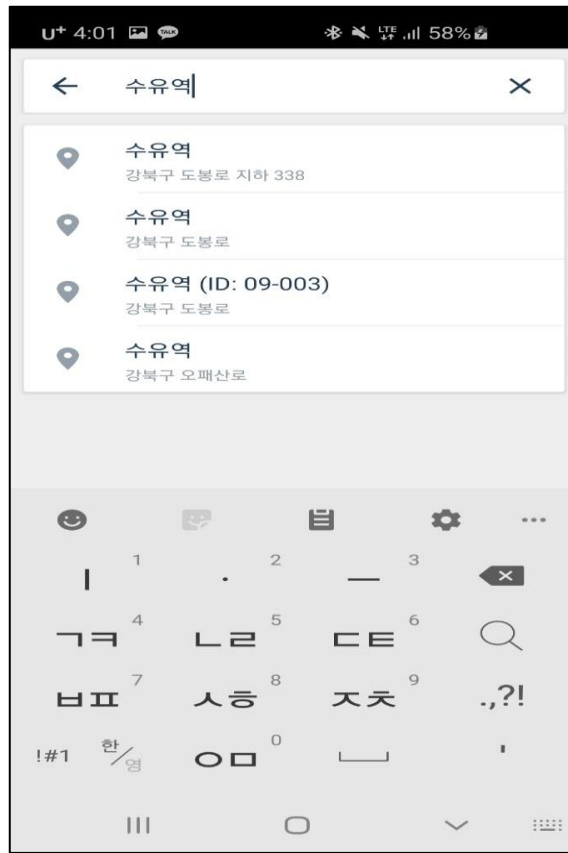 U+ 4:01 TALK LTE 58%
수유역
수유역
강북구 도봉로 지하 338
수유역
강북구 도봉로
수유역 (ID: 09-003)
강북구 도봉로
수유역
강북구 오패산로
ㅣ 1 · 2 ㅡ 3
ㄱㅋ 4 ㄴㄹ 5 ㄷㅌ 6
ㅂㅍ 7 ㅅㅎ 8 ㅈㅊ 9 .,?!
!#1 한/영 ㅇㅁ 0 '